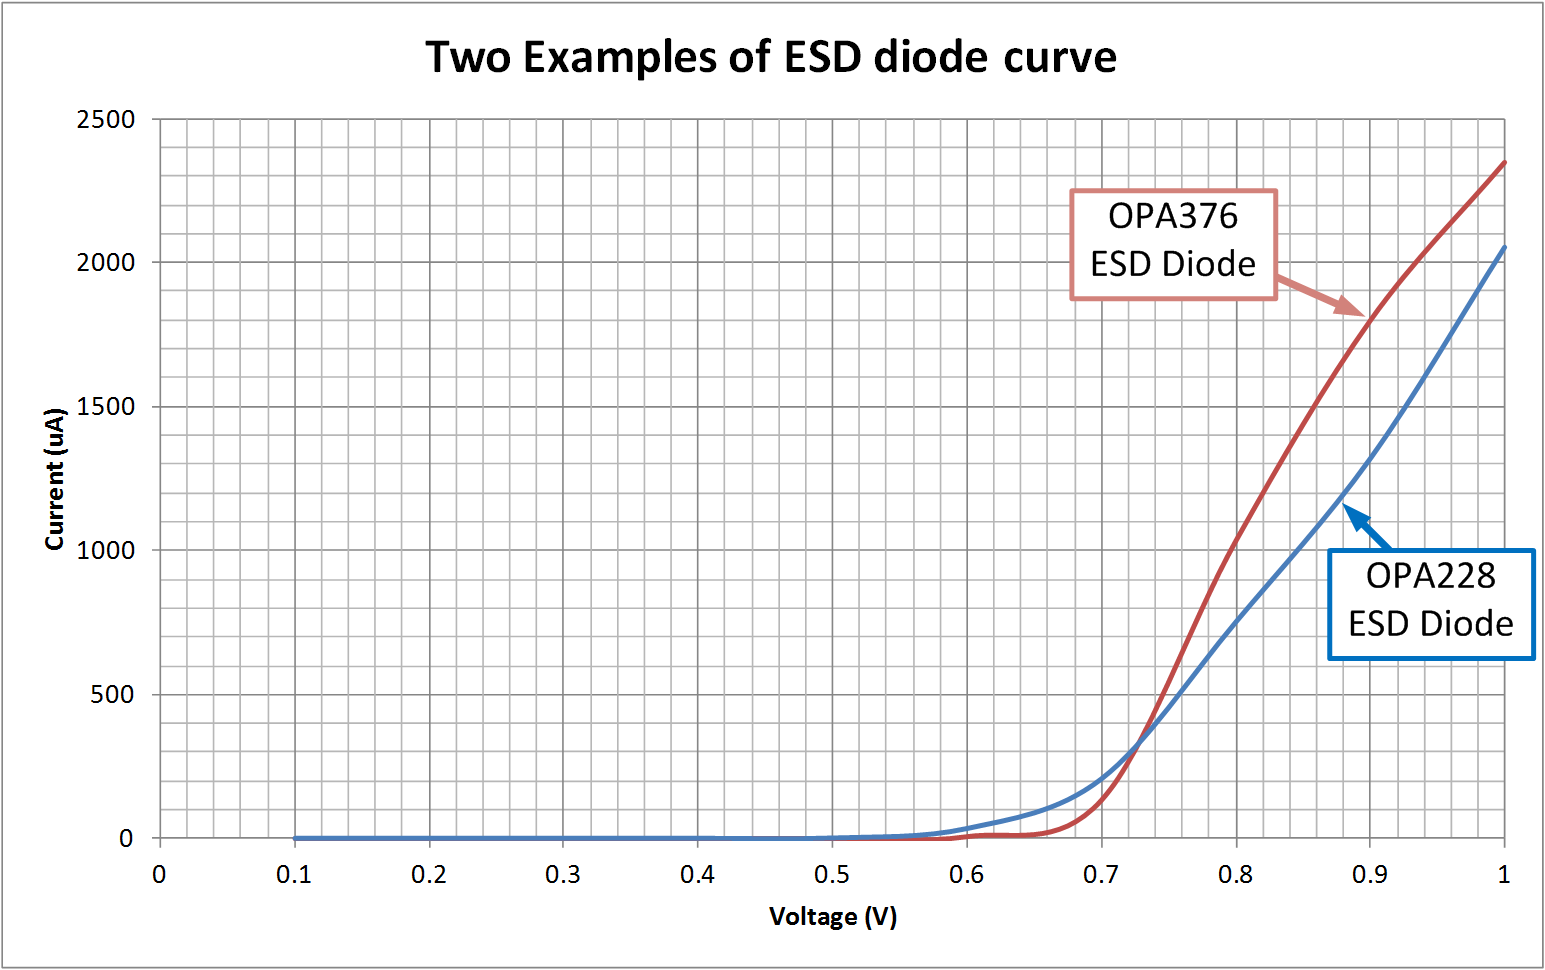 Two Examples of ESD diode curve
2500
2000
1500
1000
500
0
Current (uA)
OPA376
ESD Diode
OPA228
ESD Diode
0 0.1 0.2 0.3 0.4 0.5 0.6 0.7 0.8 0.9 1
Voltage (V)